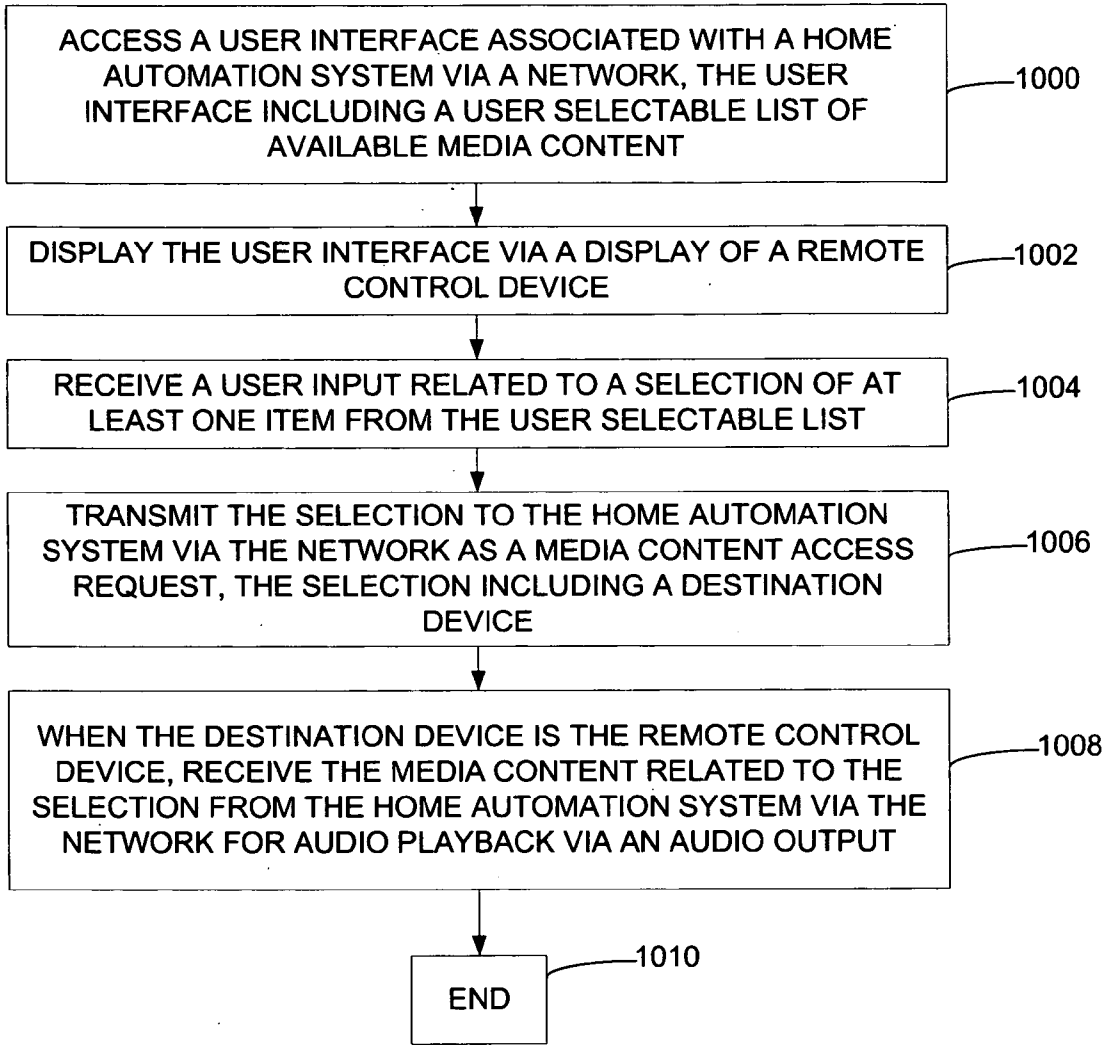 ACCESS A USER INTERFACE ASSOCIATED WITH A HOME
AUTOMATION SYSTEM VIA A NETWORK, THE USER
INTERFACE INCLUDING A USER SELECTABLE LIST OF
AVAILABLE MEDIA CONTENT
1000
DISPLAY THE USER INTERFACE VIA A DISPLAY OF A REMOTE
CONTROL DEVICE
1002
RECEIVE A USER INPUT RELATED TO A SELECTION OF AT
LEAST ONE ITEM FROM THE USER SELECTABLE LIST
1004
TRANSMIT THE SELECTION TO THE HOME AUTOMATION
SYSTEM VIA THE NETWORK AS A MEDIA CONTENT ACCESS
REQUEST, THE SELECTION INCLUDING A DESTINATION
DEVICE
1006
WHEN THE DESTINATION DEVICE IS THE REMOTE CONTROL
DEVICE, RECEIVE THE MEDIA CONTENT RELATED TO THE
SELECTION FROM THE HOME AUTOMATION SYSTEM VIA THE
NETWORK FOR AUDIO PLAYBACK VIA AN AUDIO OUTPUT
1008
END
1010